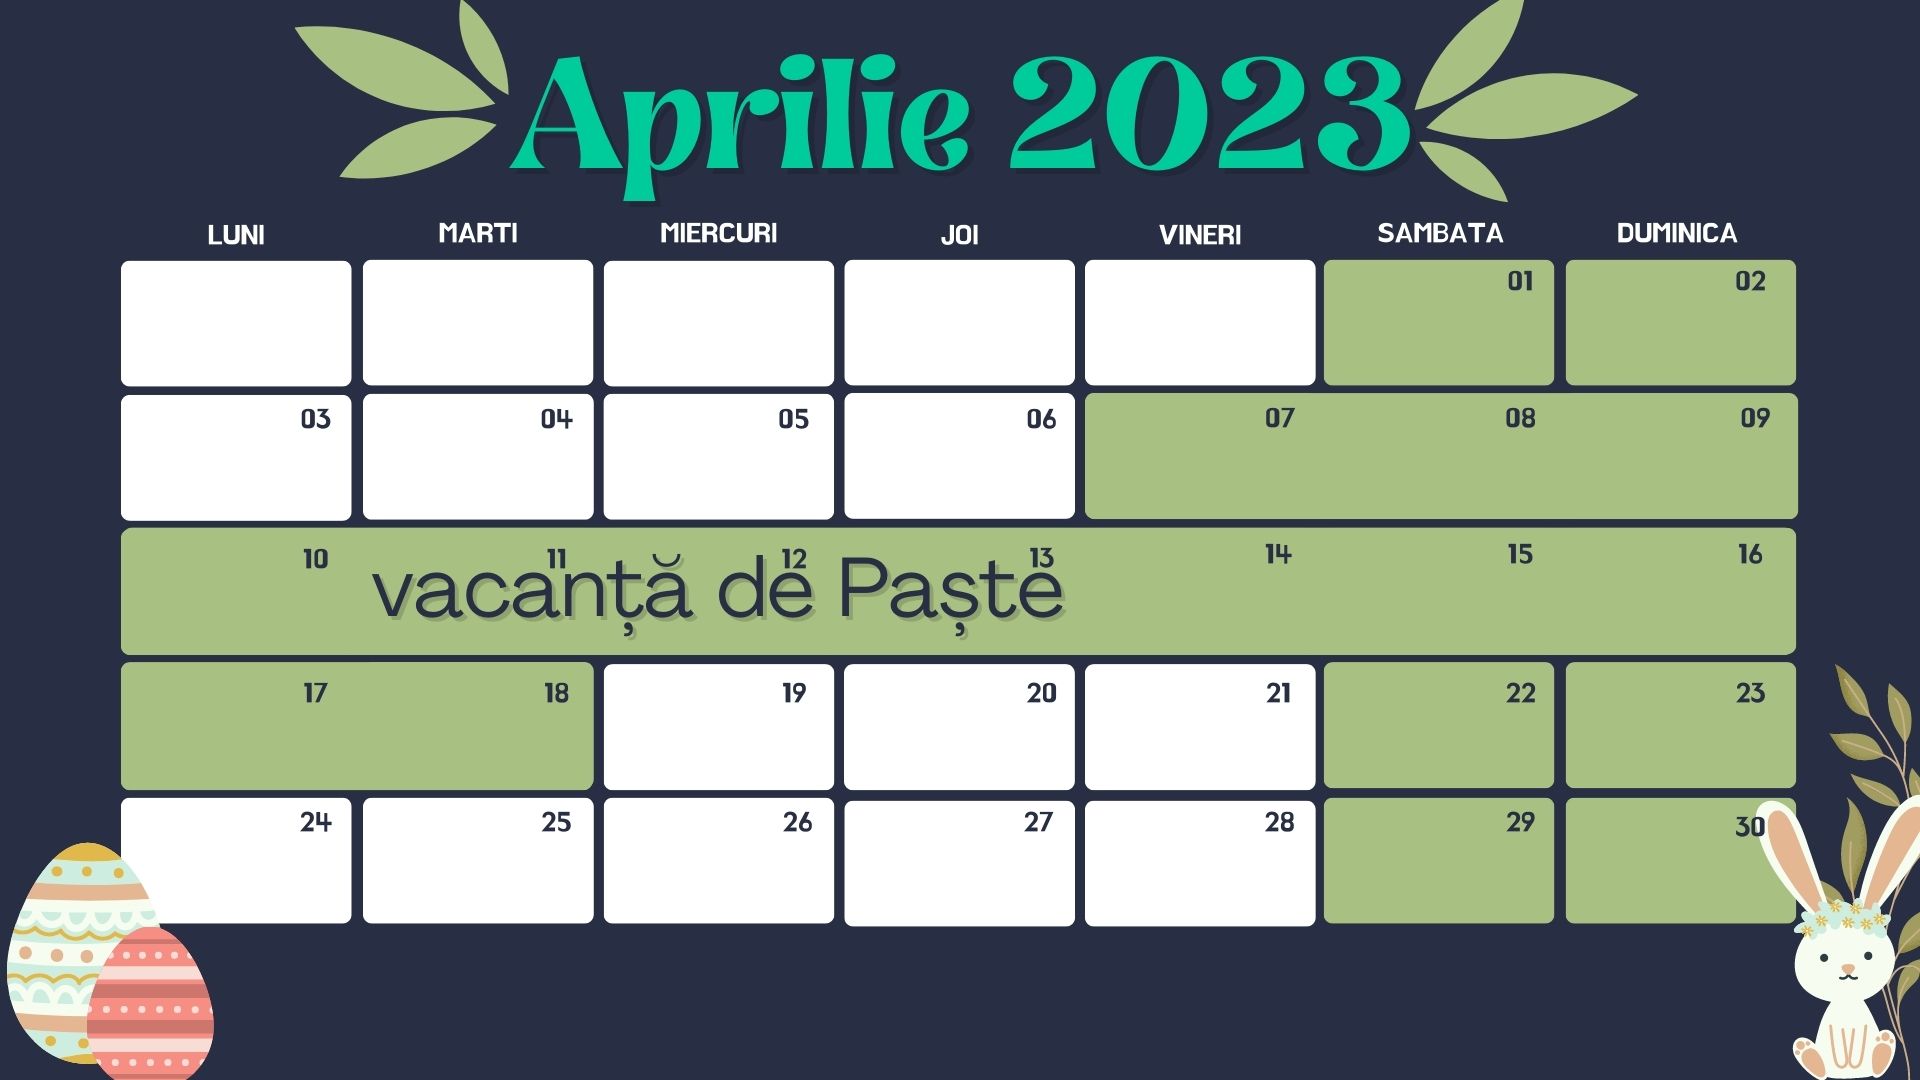 Aprilie 2023
LUNI MARTI MIERCURI JOI VINERI SAMBATA DUMINICA
01 02
03 04 05 06 07 08 09
10 11 12 13 14 15 16
vacanță de Paște
17 18 19 20 21 22 23
24 25 26 27 28 29 30